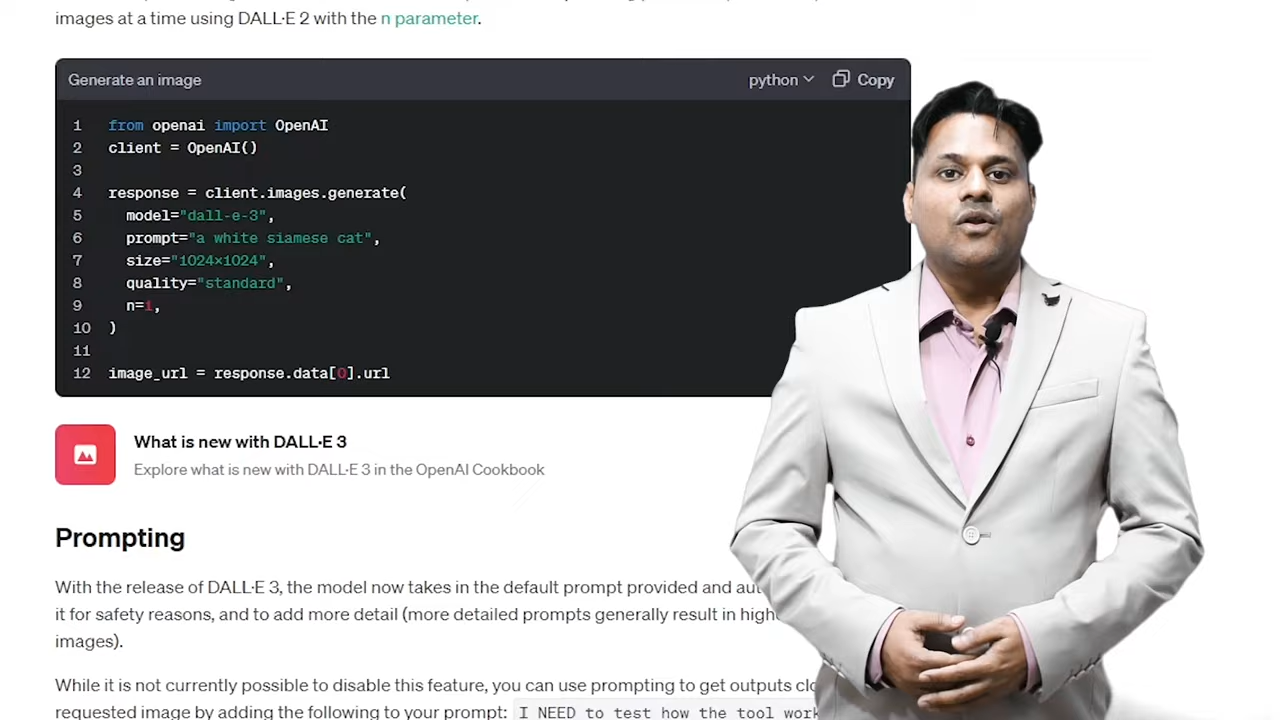 images at a time using DALL·E 2 with the n parameter.
Generate an image
python
Copy
1 from openai import OpenAI
2 client = OpenAI()
3
4 response = client.images.generate(
5 model="dall-e-3",
6 prompt="a white siamese cat",
7 size="1024x1024",
8 quality="standard",
9 n=1,
10 )
11
12 image_url = response.data[0].url
What is new with DALL·E 3
Explore what is new with DALL·E 3 in the OpenAI Cookbook
Prompting
With the release of DALL·E 3, the model now takes in the default prompt provided and
it for safety reasons, and to add more detail (more detailed prompts generally result in
images).
While it is not currently possible to disable this feature, you can use prompting to get outputs
requested image by adding the following to your prompt: I NEED to test how the tool